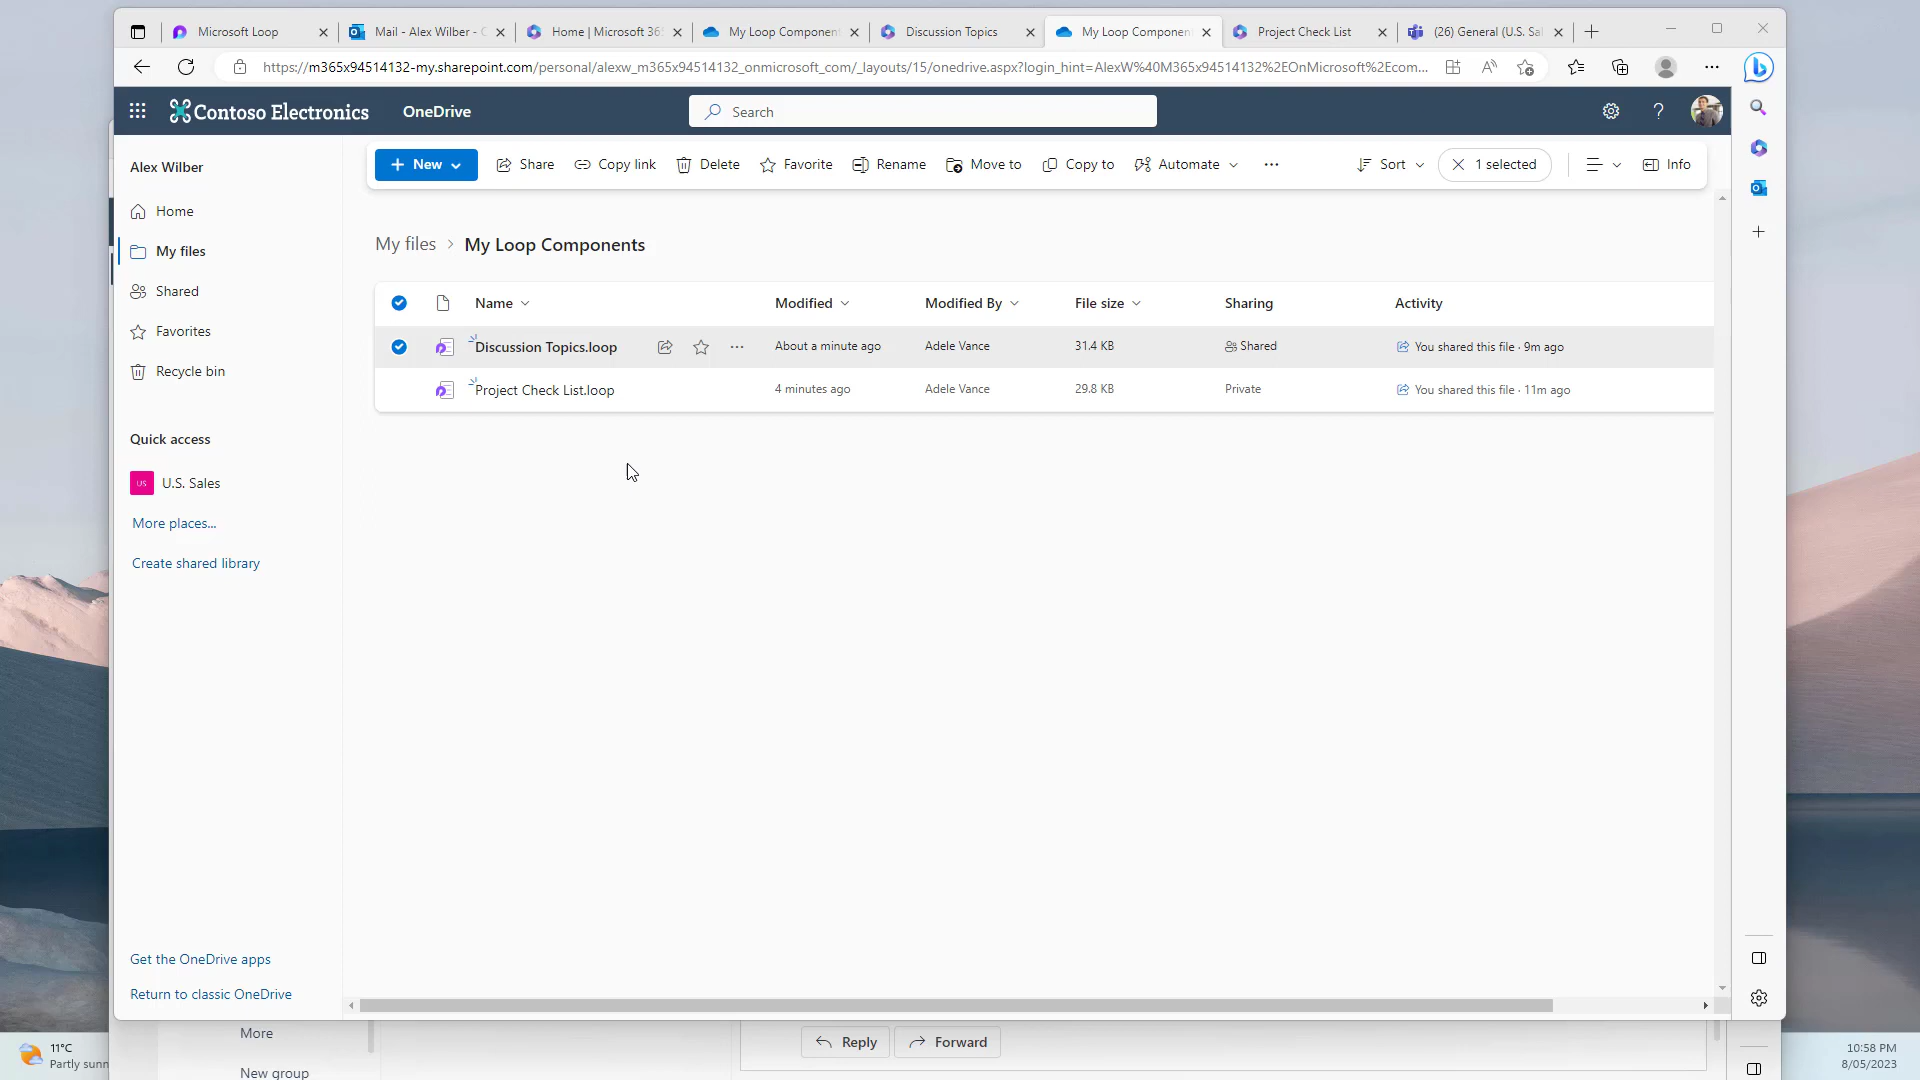 Microsoft Loop
Mail - Alex Wilber - C
Home | Microsoft 365
My Loop Componen
Discussion Topics
My Loop Componen
Project Check List
(26) General (U.S. Sal
https://m365x94514132-my.sharepoint.com/personal/alexw_m365x94514132_onmicrosoft_com/_layouts/15/onedrive.aspx?login_hint=AlexW%40M365x94514132%2EOnMicrosoft%2Ecom...
Contoso Electronics
OneDrive
Search
Alex Wilber
New
Share
Copy link
Delete
Favorite
Rename
Move to
Copy to
Automate
Sort
1 selected
Info
Home
My files
Shared
Favorites
Recycle bin
Quick access
US
U.S. Sales
More places...
Create shared library
My files > My Loop Components
Name Modified Modified By File size Sharing Activity
Discussion Topics.loop About a minute ago Adele Vance 31.4 KB Shared You shared this file · 9m ago
Project Check List.loop 4 minutes ago Adele Vance 29.8 KB Private You shared this file · 11m ago
Get the OneDrive apps
Return to classic OneDrive
More
New group
Reply
Forward
11°C
Partly sunn
10:58 PM
8/05/2023